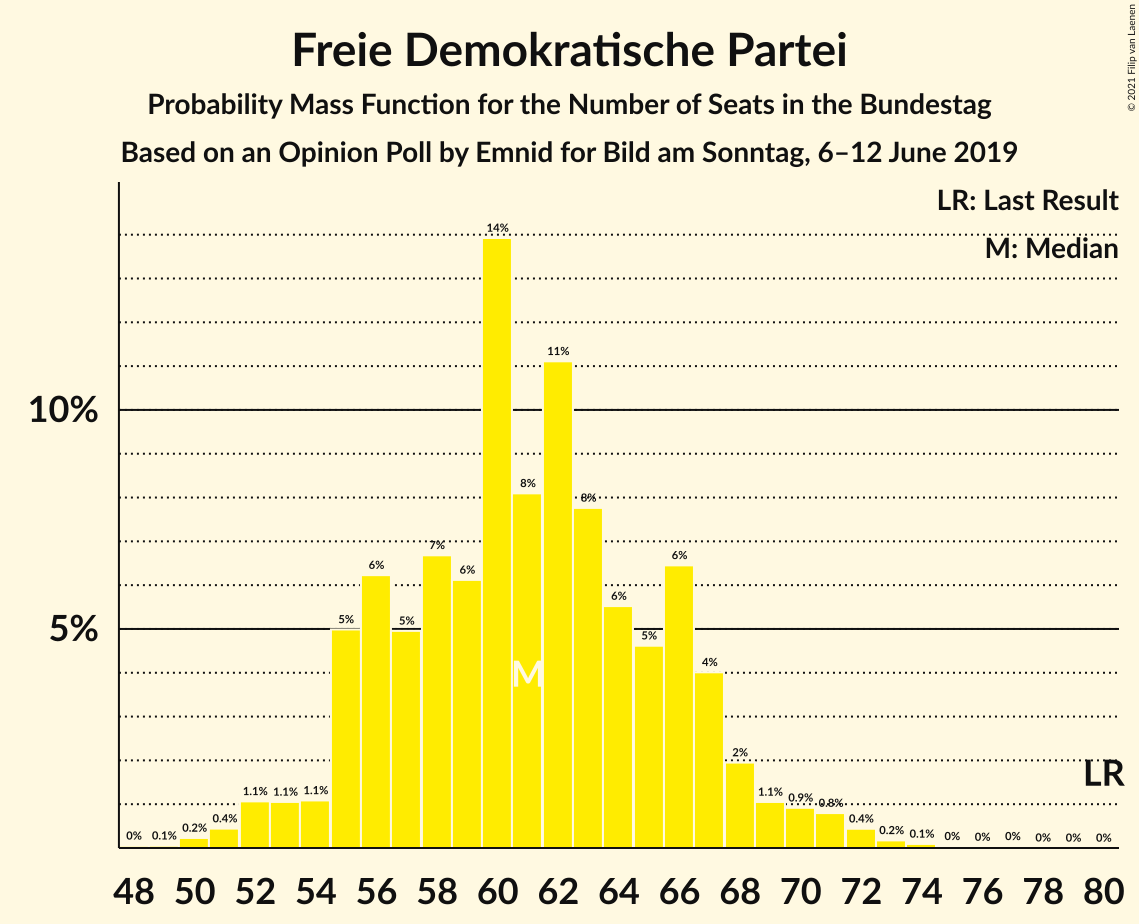 Freie Demokratische Partei
Probability Mass Function for the Number of Seats in the Bundestag
Based on an Opinion Poll by Emnid for Bild am Sonntag, 6–12 June 2019
© 2021 Filip van Laenen
LR: Last Result
M: Median
10%
5%
0% 0.1% 0.2% 0.4% 1.1% 1.1% 1.1% 5% 6% 5% 7% 6% 14% 8% 11% 8% 6% 5% 6% 4% 2% 1.1% 0.9% 0.8% 0.4% 0.2% 0.1% 0% 0% 0% 0% 0% 0%
M
LR
48 50 52 54 56 58 60 62 64 66 68 70 72 74 76 78 80